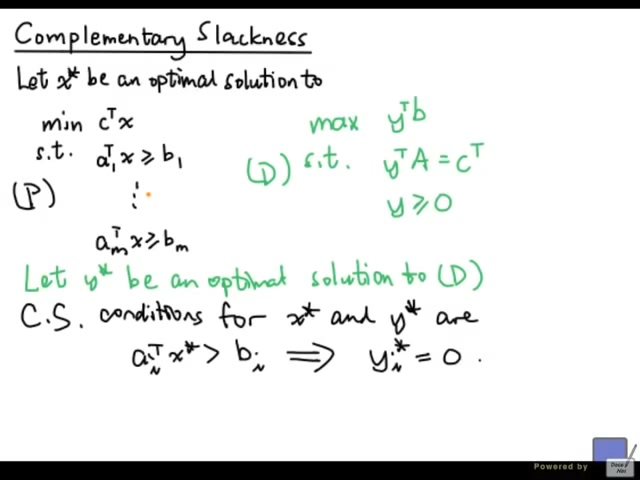 Complementary Slackness
Let x* be an optimal solution to
min cᵀx
s.t. a₁ᵀx ≥ b₁
(P) ⋮
aₘᵀx ≥ bₘ
max yᵀb
(D) s.t. yᵀA = cᵀ
y ≥ 0
Let y* be an optimal solution to (D)
C.S. conditions for x* and y* are
aᵢᵀx* > bᵢ ⟹ yᵢ* = 0.
Powered by